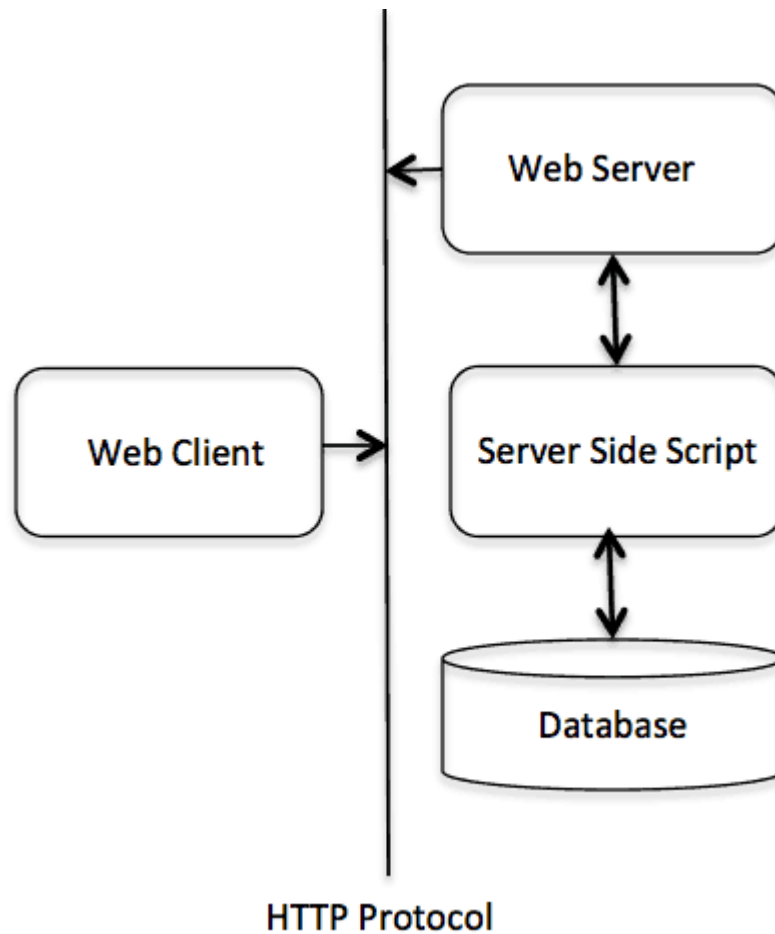 Web Server
Web Client
Server Side Script
Database
HTTP Protocol